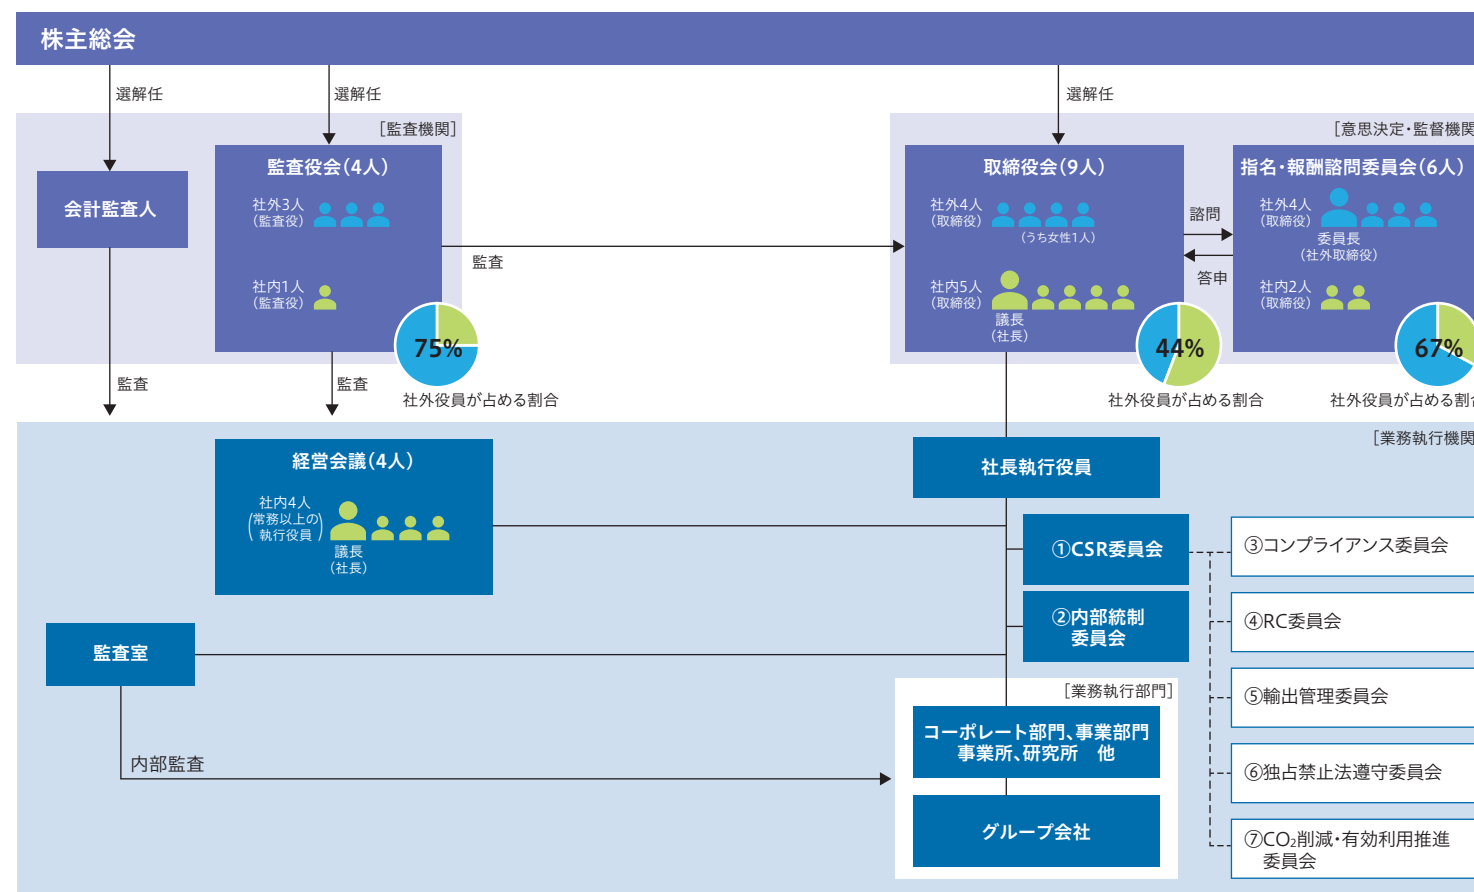 株主総会
選解任
選解任
選解任
［監査機関］
［意思決定・監督機関
会計監査人
監査役会（4人）
社外3人
（監査役）
社内1人
（監査役）
75%
社外役員が占める割合
監査
取締役会（9人）
社外4人
（取締役）
（うち女性1人）
社内5人
（取締役）
議長
（社長）
44%
社外役員が占める割合
諮問
答申
指名・報酬諮問委員会（6人）
社外4人
（取締役）
委員長
（社外取締役）
社内2人
（取締役）
67%
社外役員が占める割合
監査
監査
［業務執行機関
経営会議（4人）
社内4人
（常務以上の
執行役員）
議長
（社長）
社長執行役員
①CSR委員会
②内部統制
委員会
③コンプライアンス委員会
④RC委員会
⑤輸出管理委員会
⑥独占禁止法遵守委員会
⑦CO₂削減・有効利用推進
委員会
監査室
内部監査
［業務執行部門］
コーポレート部門、事業部門
事業所、研究所　他
グループ会社